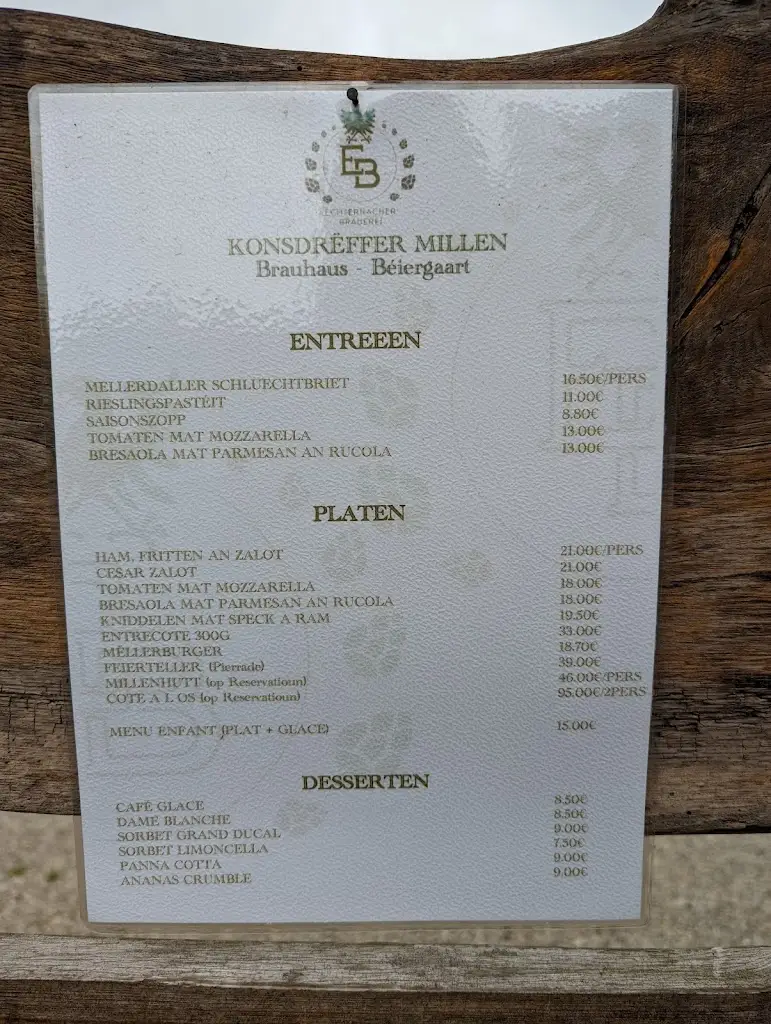 EB
ECHTERNACHER
BRAUEREI
KONSDRËFFER MILLEN
Brauhaus - Béiergaart
ENTREEEN
MELLERDALLER SCHLUECHTBRIET 16.50€/PERS
RIESLINGSPASTÉIT 11.00€
SAISONSZOPP 8.80€
TOMATEN MAT MOZZARELLA 13.00€
BRESAOLA MAT PARMESAN AN RUCOLA 13.00€
PLATEN
HAM, FRITTEN AN ZALOT 21.00€/PERS
CESAR ZALOT 21.00€
TOMATEN MAT MOZZARELLA 18.00€
BRESAOLA MAT PARMESAN AN RUCOLA 18.00€
KNIDDELEN MAT SPECK A RAM 19.50€
ENTRECOTE 300G 33.00€
MËLLERBURGER 18.70€
FEIERTELLER (Pierrade) 39.00€
MILLENHUTT (op Reservatioun) 46.00€/PERS
COTE A L OS (op Reservatioun) 95.00€/2PERS
MENU ENFANT (PLAT + GLACE) 15.00€
DESSERTEN
CAFÉ GLACE 8.50€
DAME BLANCHE 8.50€
SORBET GRAND DUCAL 9.00€
SORBET LIMONCELLA 7.50€
PANNA COTTA 9.00€
ANANAS CRUMBLE 9.00€